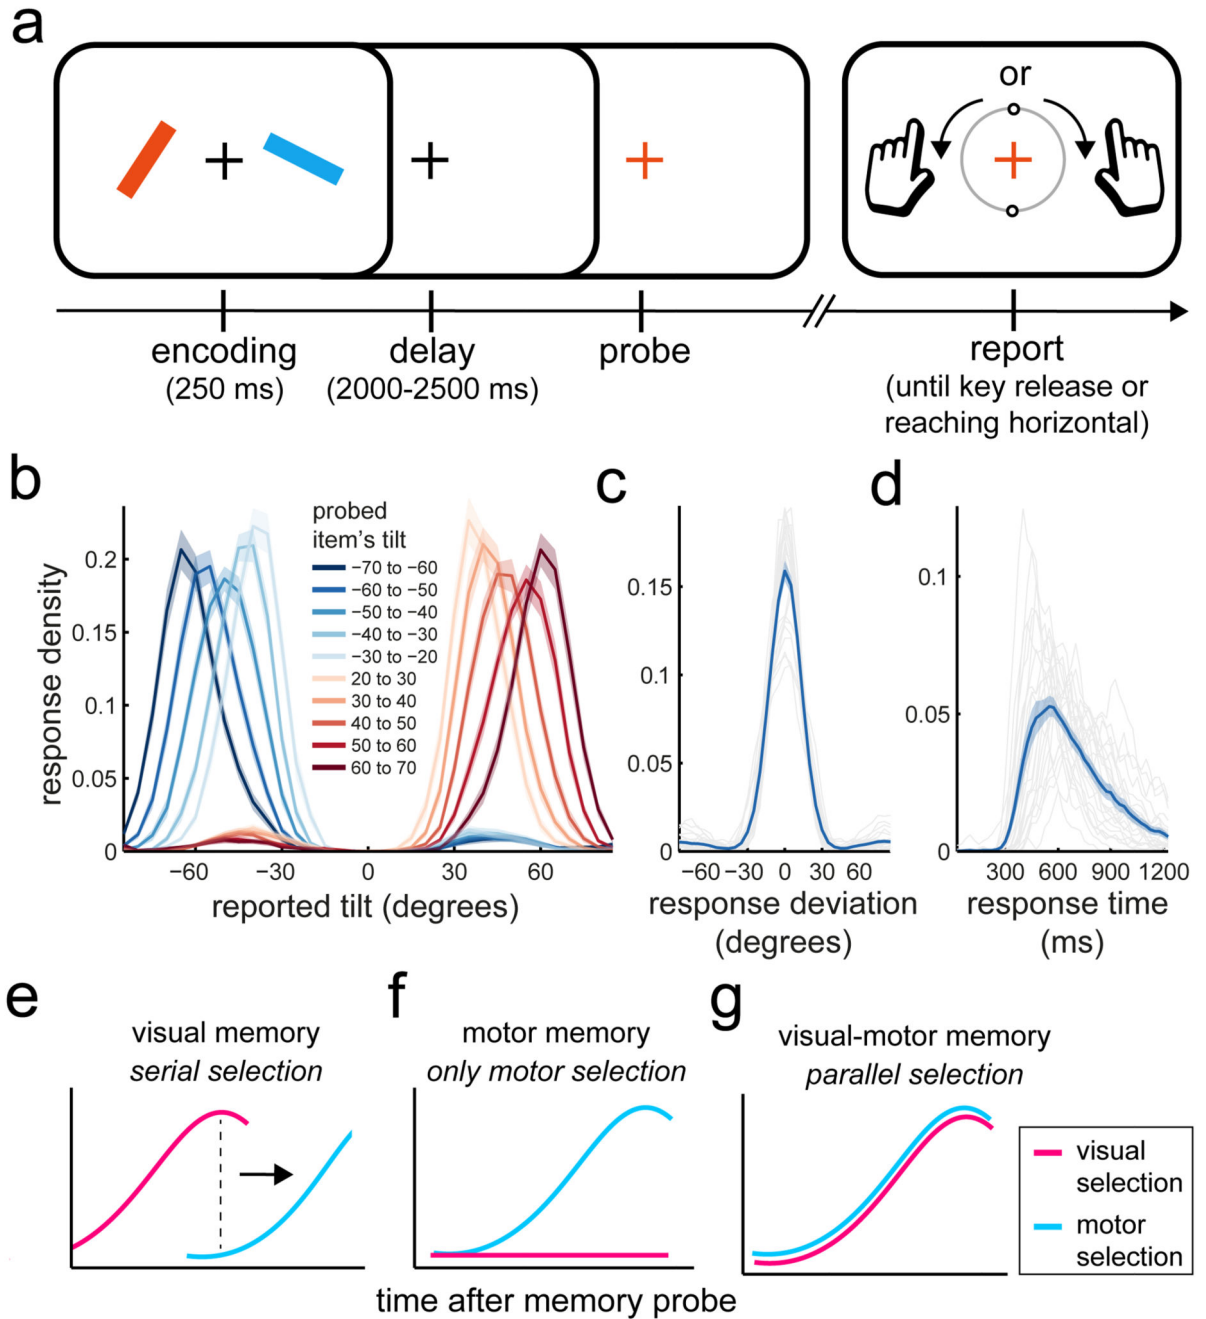 a
or
encoding
(250 ms)
delay
(2000-2500 ms)
probe
report
(until key release or
reaching horizontal)
b
response density
0.2
0.15
0.1
0.05
0
−60
−30
0
30
60
reported tilt (degrees)
probed
item's tilt
−70 to −60
−60 to −50
−50 to −40
−40 to −30
−30 to −20
20 to 30
30 to 40
40 to 50
50 to 60
60 to 70
c
0.15
0.1
0.05
0
−60
−30
0
30
60
response deviation
(degrees)
d
0.1
0.05
0
300
600
900
1200
response time
(ms)
e
visual memory
serial selection
f
motor memory
only motor selection
g
visual-motor memory
parallel selection
visual
selection
motor
selection
time after memory probe